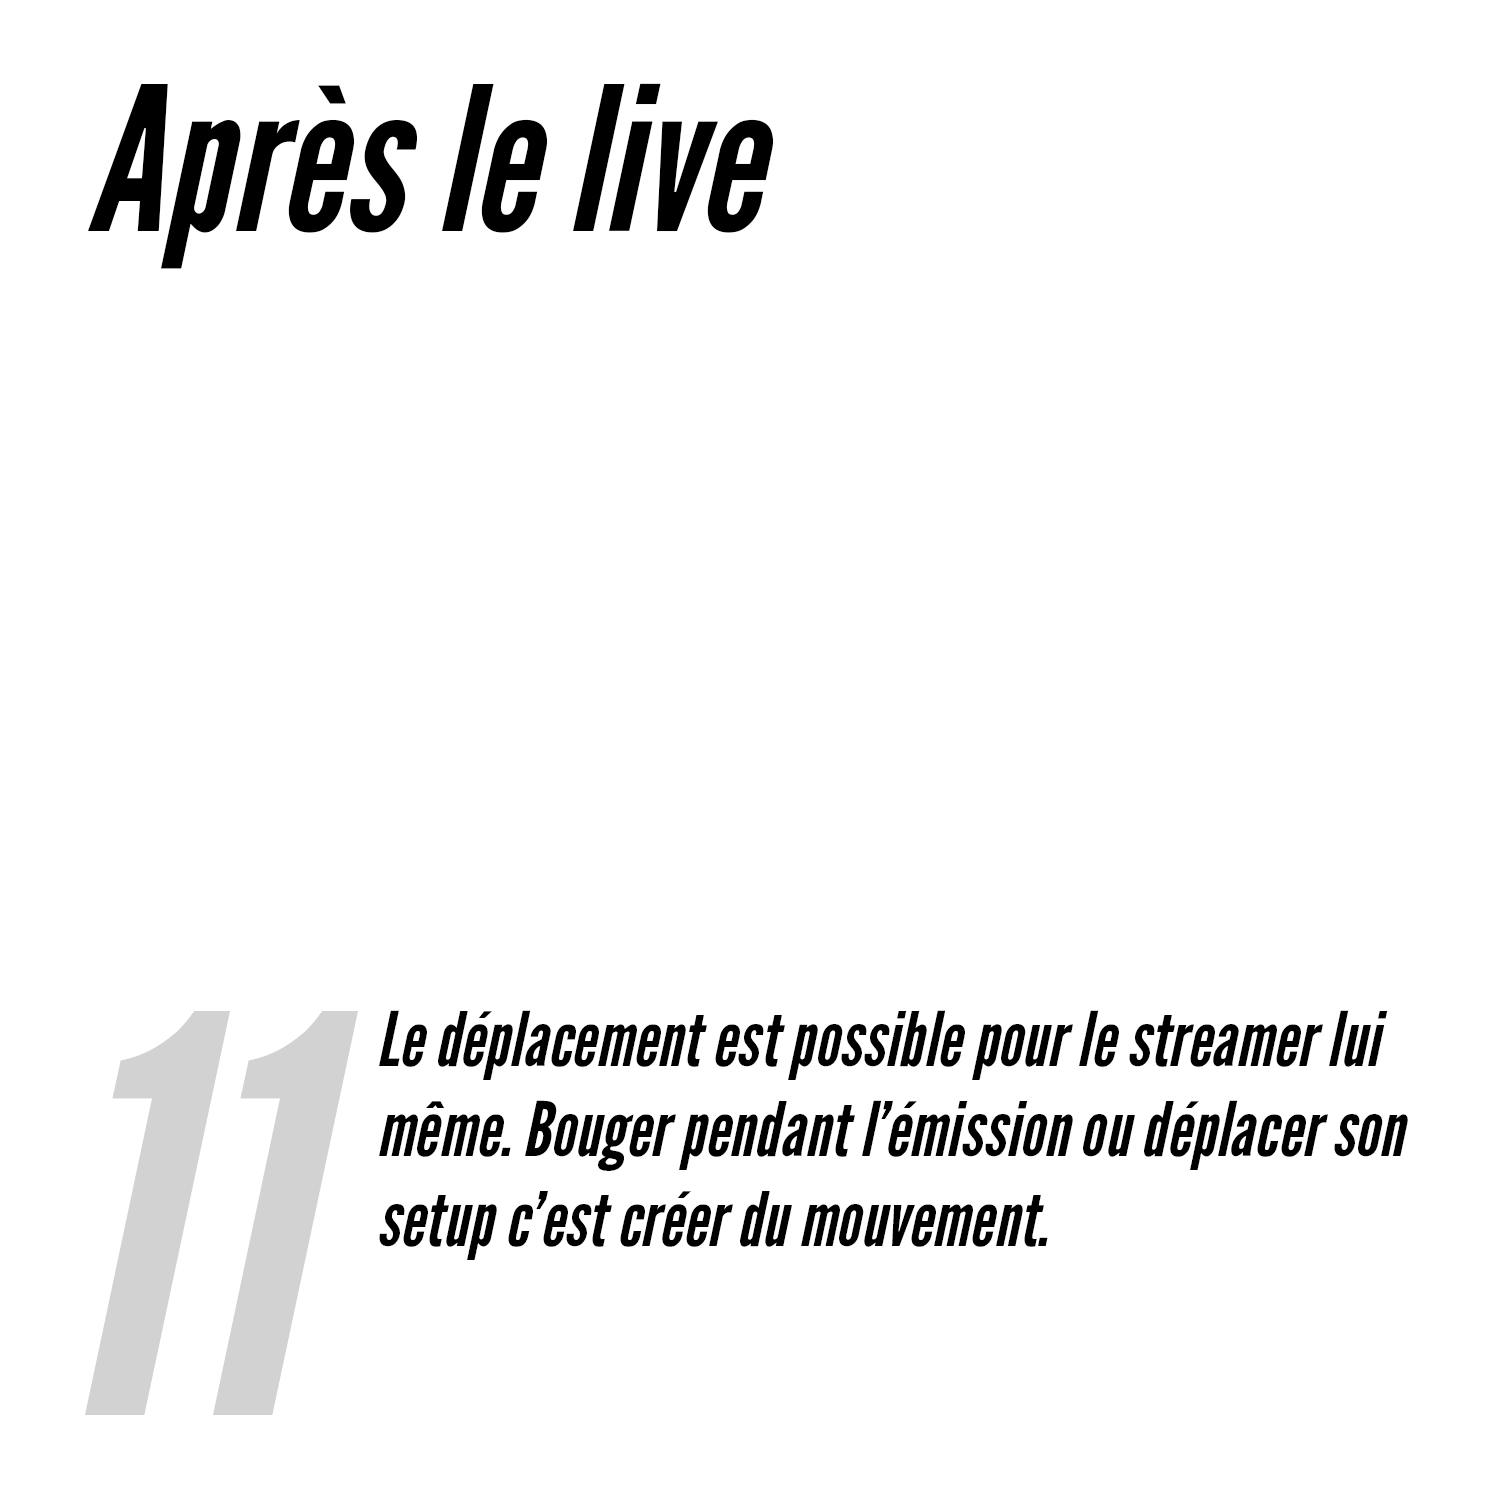 Après le live
11
Le déplacement est possible pour le streamer lui
même. Bouger pendant l’émission ou déplacer son
setup c’est créer du mouvement.